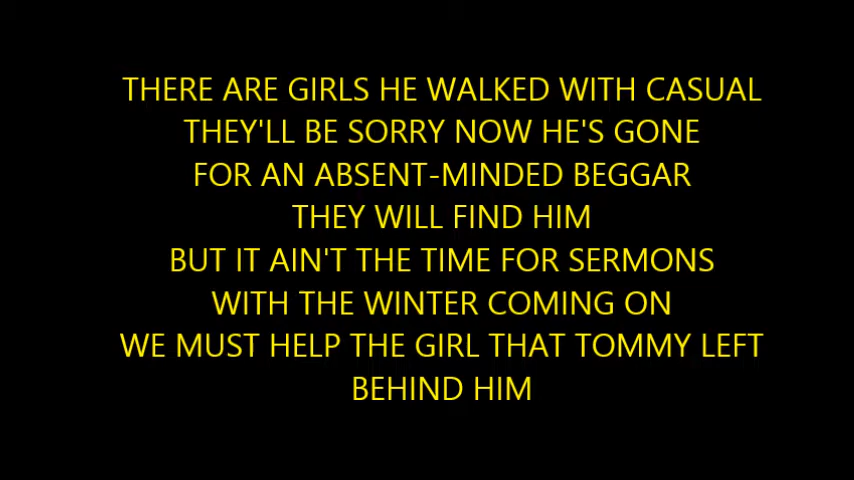 THERE ARE GIRLS HE WALKED WITH CASUAL
THEY'LL BE SORRY NOW HE'S GONE
FOR AN ABSENT-MINDED BEGGAR
THEY WILL FIND HIM
BUT IT AIN'T THE TIME FOR SERMONS
WITH THE WINTER COMING ON
WE MUST HELP THE GIRL THAT TOMMY LEFT
BEHIND HIM